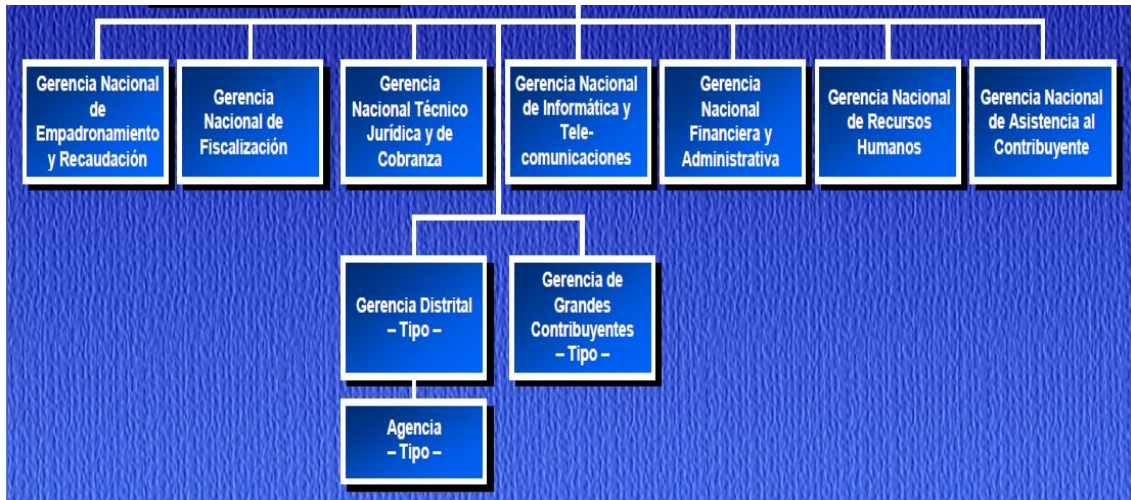 Gerencia Nacional
de
Empadronamiento
y Recaudación
Gerencia
Nacional de
Fiscalización
Gerencia
Nacional Técnico
Jurídica y de
Cobranza
Gerencia Nacional
de Informática y
Tele-
comunicaciones
Gerencia
Nacional
Financiera y
Administrativa
Gerencia Nacional
de Recursos
Humanos
Gerencia Nacional
de Asistencia al
Contribuyente
Gerencia Distrital
– Tipo –
Gerencia de
Grandes
Contribuyentes
– Tipo –
Agencia
– Tipo –